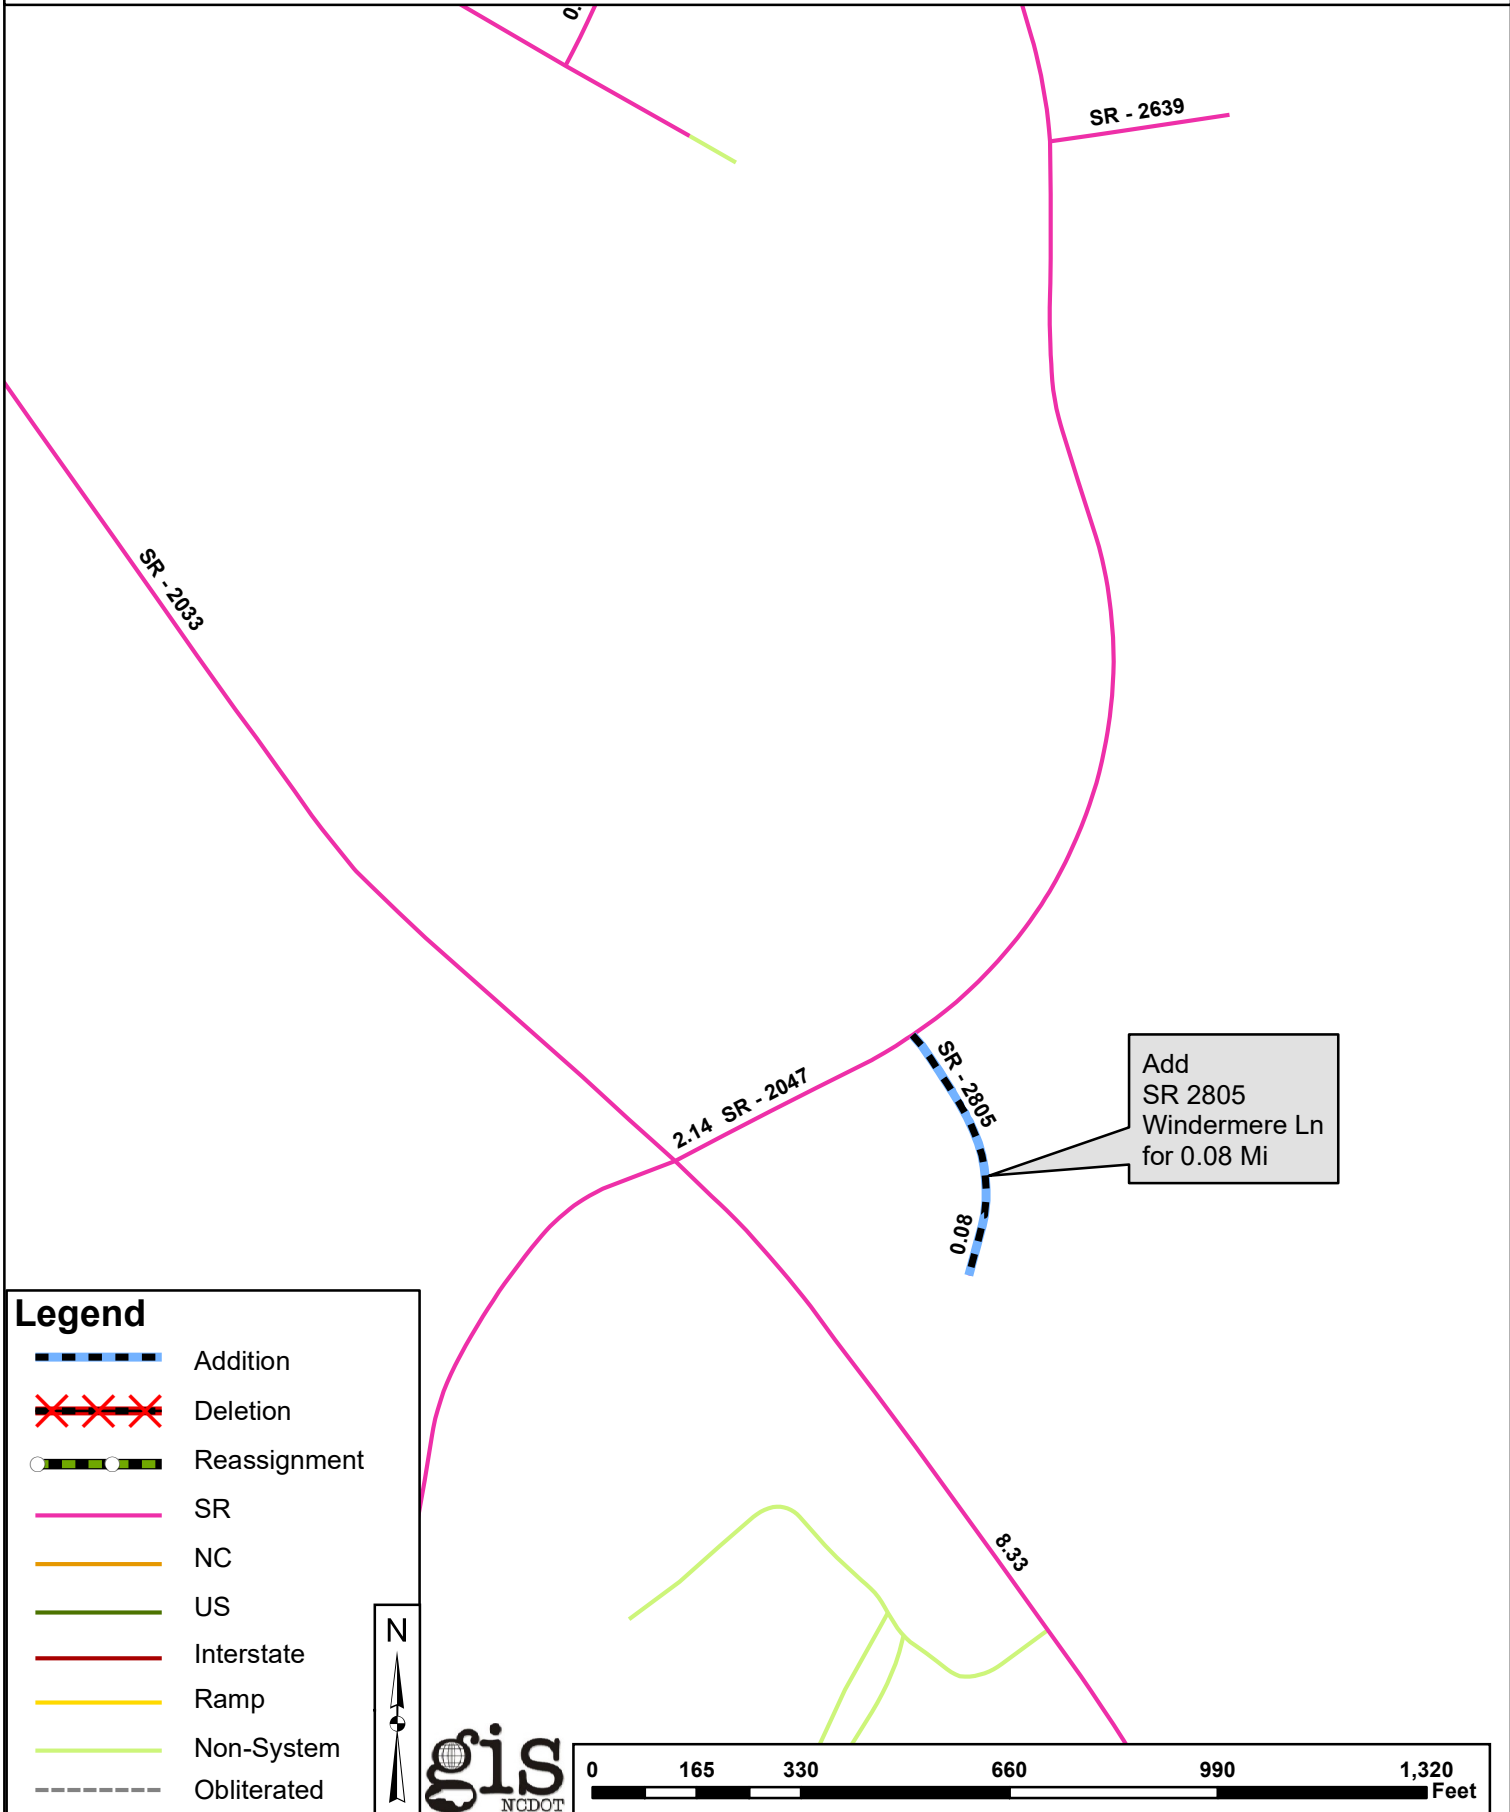 0.
SR - 2639
SR - 2033
2.14 SR - 2047
SR - 2805
0.08
Add
SR 2805
Windermere Ln
for 0.08 Mi
8.33
Legend
Addition
Deletion
Reassignment
SR
NC
US
Interstate
Ramp
Non-System
Obliterated
N
gis
NCDOT
0 165 330 660 990 1,320
Feet